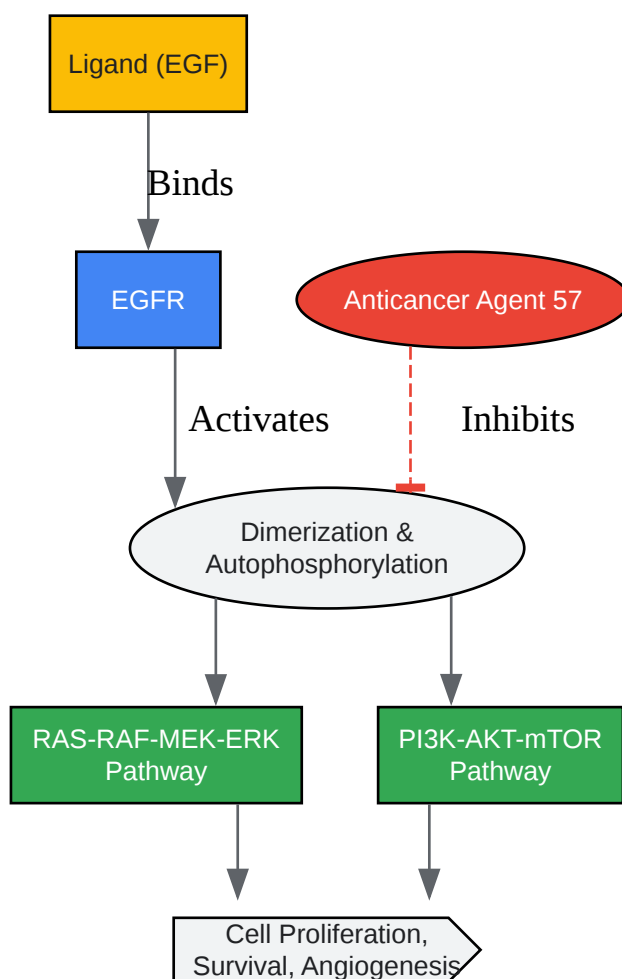 Ligand (EGF)
Binds
EGFR
Anticancer Agent 57
Activates
Inhibits
Dimerization &
Autophosphorylation
RAS-RAF-MEK-ERK
Pathway
PI3K-AKT-mTOR
Pathway
Cell Proliferation,
Survival, Angiogenesis